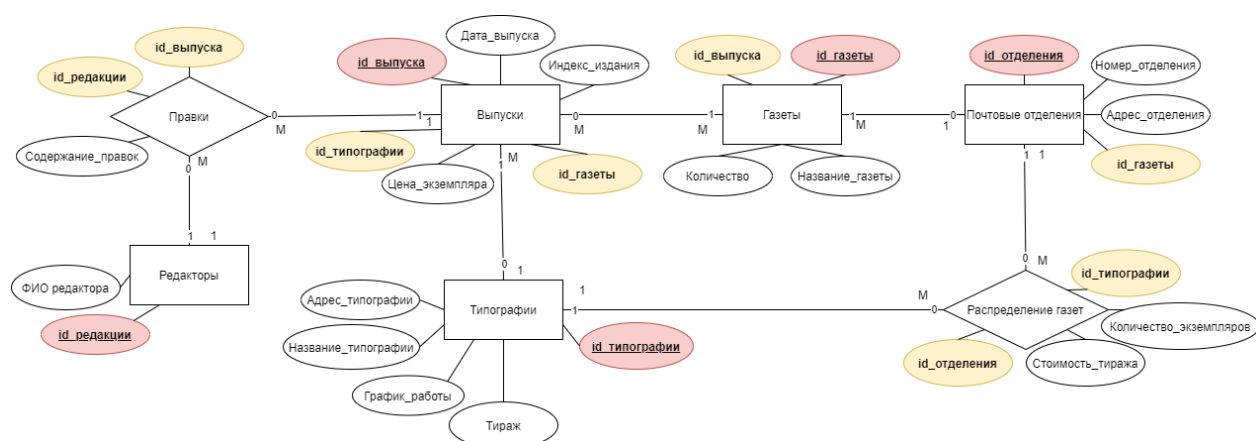 id_выпуска
id_редакции
Правки
Содержание_правок
0
M
0
M
1
1
Редакторы
ФИО редактора
id_редакции
Дата_выпуска
id_выпуска
Индекс_издания
Выпуски
1
1
id_типографии
Цена_экземпляра
id_газеты
0
M
M
1
0
1
Типографии
Адрес_типографии
Название_типографии
График_работы
Тираж
id_типографии
1
1
id_выпуска
id_газеты
Газеты
1
M
1
M
Количество
Название_газеты
id_отделения
Номер_отделения
Почтовые отделения
Адрес_отделения
id_газеты
0
1
1
1
0
M
M
0
Распределение газет
id_типографии
Количество_экземпляров
Стоимость_тиража
id_отделения